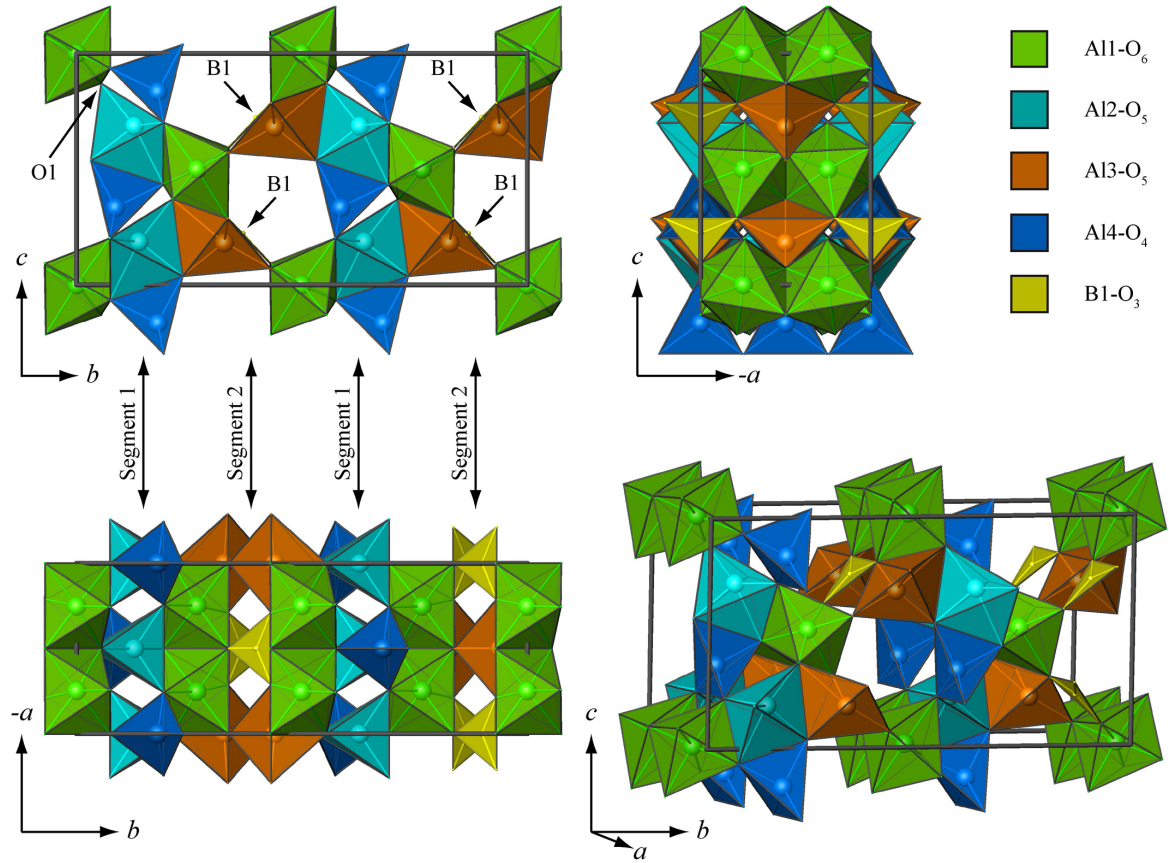 B1
B1
B1
Al1-O₆
Al2-O₅
O1
B1
B1
Al3-O₅
Al4-O₄
c
c
B1-O₃
b
-a
Segment 1
Segment 2
Segment 1
Segment 2
-a
c
b
b
a